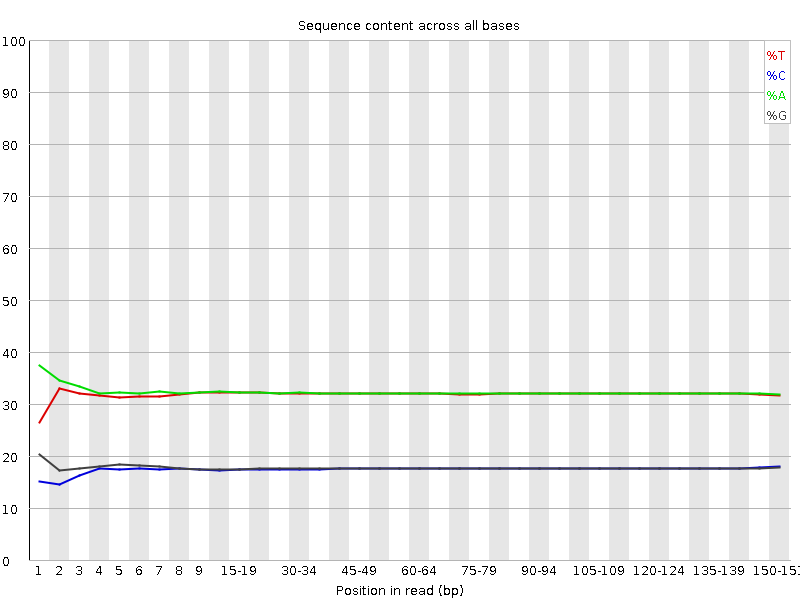 Sequence content across all bases
100
90
80
70
60
50
40
30
20
10
0
%T
%C
%A
%G
1 2 3 4 5 6 7 8 9 15-19 30-34 45-49 60-64 75-79 90-94 105-109 120-124 135-139 150-151
Position in read (bp)